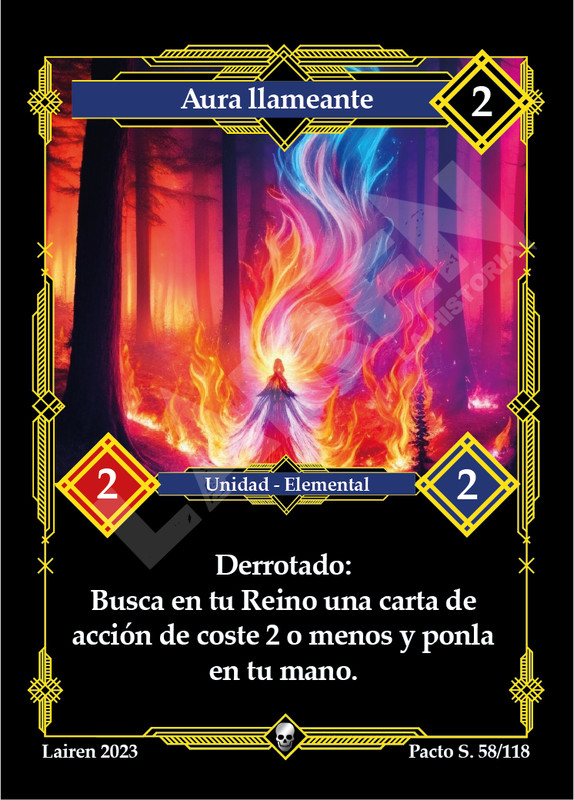 Aura llameante
2
2
Unidad - Elemental
2
Derrotado:
Busca en tu Reino una carta de
acción de coste 2 o menos y ponla
en tu mano.
Lairen 2023
Pacto S. 58/118